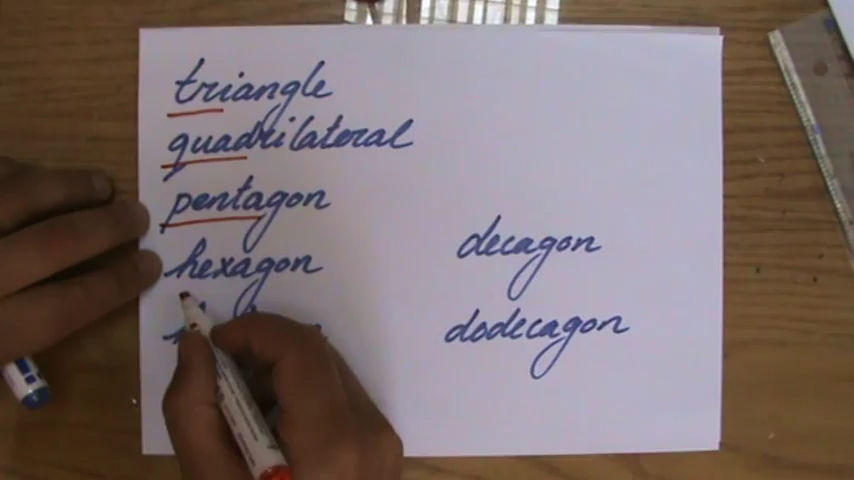 triangle
quadrilateral
pentagon
hexagon
decagon
dodecagon